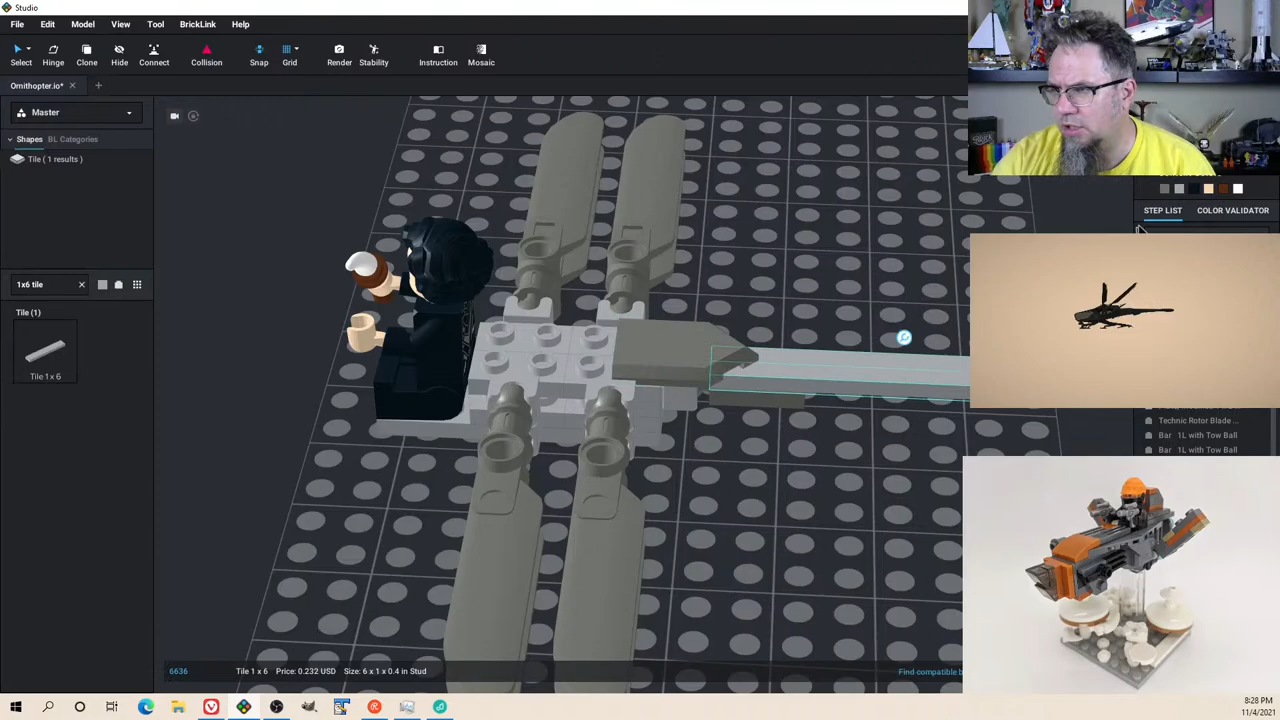 Studio
File Edit Model View Tool BrickLink Help
Select Hinge Clone Hide Connect Collision Snap Grid Render Stability Instruction Mosaic
Ornithopter.io*
Master
Shapes BL Categories
Tile ( 1 results )
1x6 tile
Tile (1)
Tile 1 x 6
STEP LIST COLOR VALIDATOR
Technic Rotor Blade ...
Bar 1L with Tow Ball
Bar 1L with Tow Ball
6636 Tile 1 x 6 Price: 0.232 USD Size: 6 x 1 x 0.4 in Stud
Find compatible b
8:28 PM
11/4/2021